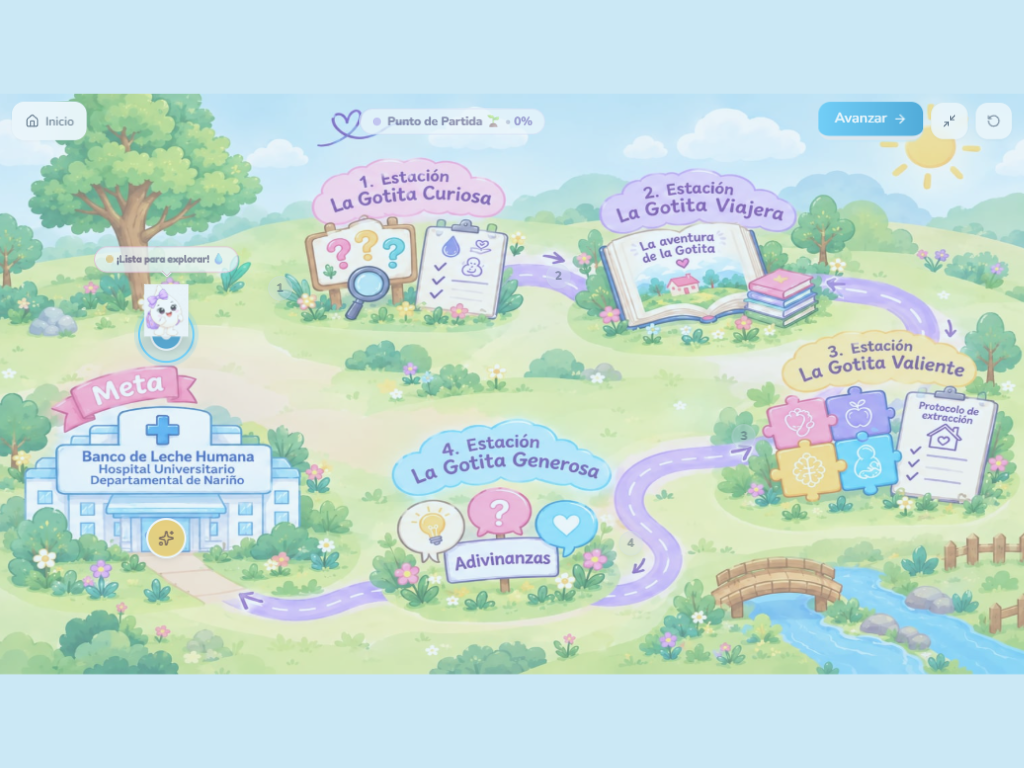 Inicio
Punto de Partida 🌱 • 0%
Avanzar →
1. Estación
La Gotita Curiosa
? ? ?
2. Estación
La Gotita Viajera
La aventura
de la Gotita
¡Lista para explorar! 💧
1
2
3. Estación
La Gotita Valiente
Protocolo de
extracción
3
Meta
Banco de Leche Humana
Hospital Universitario
Departamental de Nariño
4. Estación
La Gotita Generosa
?
Adivinanzas
4